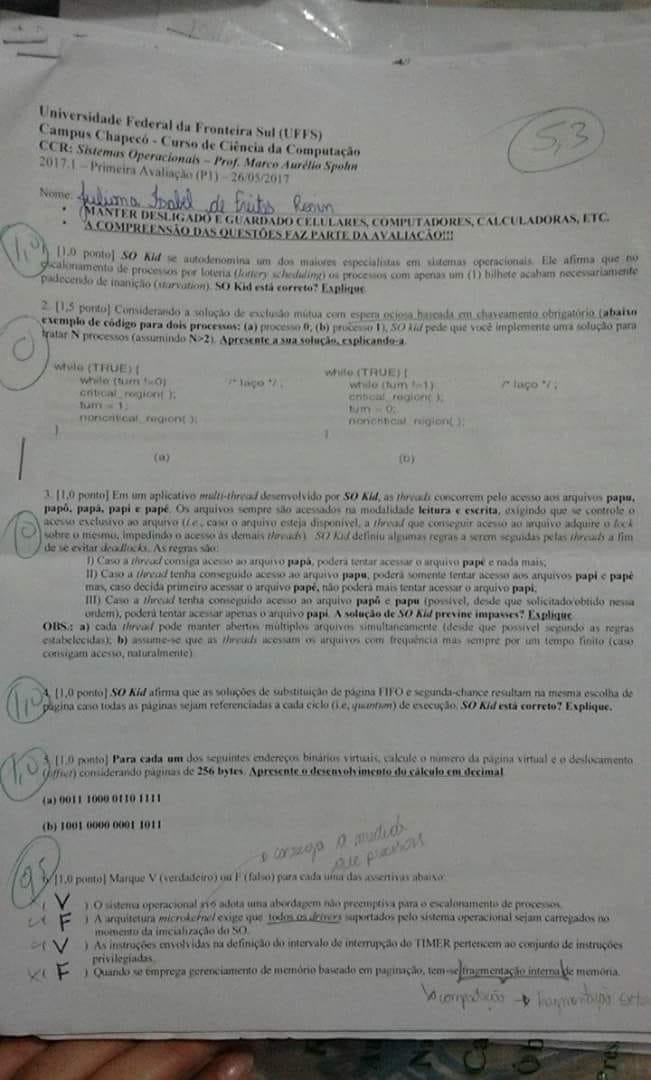 Universidade Federal da Fronteira Sul (UFFS)
5,3
Campus Chapecó - Curso de Ciência da Computação
CCR: Sistemas Operacionais – Prof. Marco Aurélio Spohn
2017.1 – Primeira Avaliação (P1) – 26/05/2017
Nome: Juliana Isabel de Freitas
• MANTER DESLIGADO E GUARDADO CELULARES, COMPUTADORES, CALCULADORAS, ETC.
• A COMPREENSÃO DAS QUESTÕES FAZ PARTE DA AVALIAÇÃO!!!
1,0
[1,0 ponto] SO Kid se autodenomina um dos maiores especialistas em sistemas operacionais. Ele afirma que no
escalonamento de processos por loteria (lottery scheduling) os processos com apenas um (1) bilhete acabam necessariamente
padecendo de inanição (starvation). SO Kid está correto? Explique.
0
2. [1,5 ponto] Considerando a solução de exclusão mútua com espera ociosa baseada em chaveamento obrigatório (abaixo
exemplo de código para dois processos: (a) processo 0; (b) processo 1), SO kid pede que você implemente uma solução para
tratar N processos (assumindo N>2). Apresente a sua solução, explicando-a.
while (TRUE) { while (TRUE) {
while (turn !=0) /* laço */ ; while (turn !=1) /* laço */ ;
critical_region( ); critical_region( );
turn = 1; turn = 0;
noncritical_region( ); noncritical_region( );
} }
(a) (b)
3. [1,0 ponto] Em um aplicativo multi-thread desenvolvido por SO Kid, as threads concorrem pelo acesso aos arquivos papu,
papô, papá, papi e papé. Os arquivos sempre são acessados na modalidade leitura e escrita, exigindo que se controle o
acesso exclusivo ao arquivo (i.e., caso o arquivo esteja disponível, a thread que conseguir acesso ao arquivo adquire o lock
sobre o mesmo, impedindo o acesso às demais threads). SO Kid definiu algumas regras a serem seguidas pelas threads a fim
de se evitar deadlocks. As regras são:
I) Caso a thread consiga acesso ao arquivo papá, poderá tentar acessar o arquivo papé e nada mais;
II) Caso a thread tenha conseguido acesso ao arquivo papu, poderá somente tentar acesso aos arquivos papi e papé
mas, caso decida primeiro acessar o arquivo papé, não poderá mais tentar acessar o arquivo papi;
III) Caso a thread tenha conseguido acesso ao arquivo papô e papu (possível, desde que solicitado/obtido nessa
ordem), poderá tentar acessar apenas o arquivo papi. A solução de SO Kid previne impasses? Explique.
OBS.: a) cada thread pode manter abertos múltiplos arquivos simultaneamente (desde que possível segundo as regras
estabelecidas); b) assume-se que as threads acessam os arquivos com frequência mas sempre por um tempo finito (caso
consigam acesso, naturalmente).
1,0
4. [1,0 ponto] SO Kid afirma que as soluções de substituição de página FIFO e segunda-chance resultam na mesma escolha de
página caso todas as páginas sejam referenciadas a cada ciclo (i.e, quantum) de execução. SO Kid está correto? Explique.
1,0
5. [1,0 ponto] Para cada um dos seguintes endereços binários virtuais, calcule o número da página virtual e o deslocamento
(offset) considerando páginas de 256 bytes. Apresente o desenvolvimento do cálculo em decimal.
(a) 0011 1000 0110 1111
(b) 1001 0000 0001 1011
a medida
que
[1,0 ponto] Marque V (verdadeiro) ou F (falso) para cada uma das assertivas abaixo:
( V ) O sistema operacional xv6 adota uma abordagem não preemptiva para o escalonamento de processos.
( F ) A arquitetura microkernel exige que todos os drivers suportados pelo sistema operacional sejam carregados no
momento da inicialização do SO.
( V ) As instruções envolvidas na definição do intervalo de interrupção do TIMER pertencem ao conjunto de instruções
privilegiadas.
( F ) Quando se emprega gerenciamento de memório baseado em paginação, tem-se fragmentação interna de memória.
fragmentação